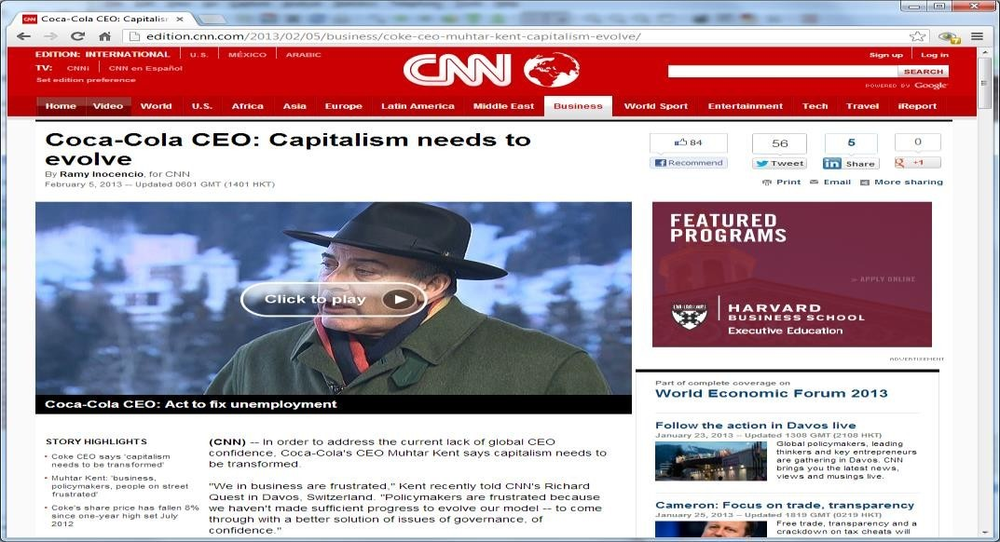 Coca-Cola CEO: Capitalis
edition.cnn.com/2013/02/05/business/coke-ceo-muhtar-kent-capitalism-evolve/
EDITION: INTERNATIONAL U.S. MÉXICO ARABIC
TV: CNNi CNN en Español
Set edition preference
CNN
Sign up Log in
SEARCH
POWERED BY Google
Home Video World U.S. Africa Asia Europe Latin America Middle East Business World Sport Entertainment Tech Travel iReport
Coca-Cola CEO: Capitalism needs to
evolve
By Ramy Inocencio, for CNN
February 5, 2013 -- Updated 0601 GMT (1401 HKT)
84 56 5 0
Recommend Tweet Share +1
Print Email More sharing
Click to play
Coca-Cola CEO: Act to fix unemployment
FEATURED
PROGRAMS
>> APPLY ONLINE
HARVARD
BUSINESS SCHOOL
Executive Education
ADVERTISEMENT
STORY HIGHLIGHTS
• Coke CEO says 'capitalism
needs to be transformed'
• Muhtar Kent: 'business,
policymakers, people on street
frustrated'
• Coke's share price has fallen 8%
since one-year high set July
2012
(CNN) -- In order to address the current lack of global CEO
confidence, Coca-Cola's CEO Muhtar Kent says capitalism needs to
be transformed.
"We in business are frustrated," Kent recently told CNN's Richard
Quest in Davos, Switzerland. "Policymakers are frustrated because
we haven't made sufficient progress to evolve our model -- to come
through with a better solution of issues of governance, of
confidence."
Part of complete coverage on
World Economic Forum 2013
Follow the action in Davos live
January 23, 2013 -- Updated 1308 GMT (2108 HKT)
Global policymakers, leading
thinkers and key entrepreneurs
are gathering in Davos. CNN
brings you the latest news,
views and musings live.
Cameron: Focus on trade, transparency
January 25, 2013 -- Updated 1819 GMT (0219 HKT)
Free trade, transparency and a
crackdown on tax cheats will